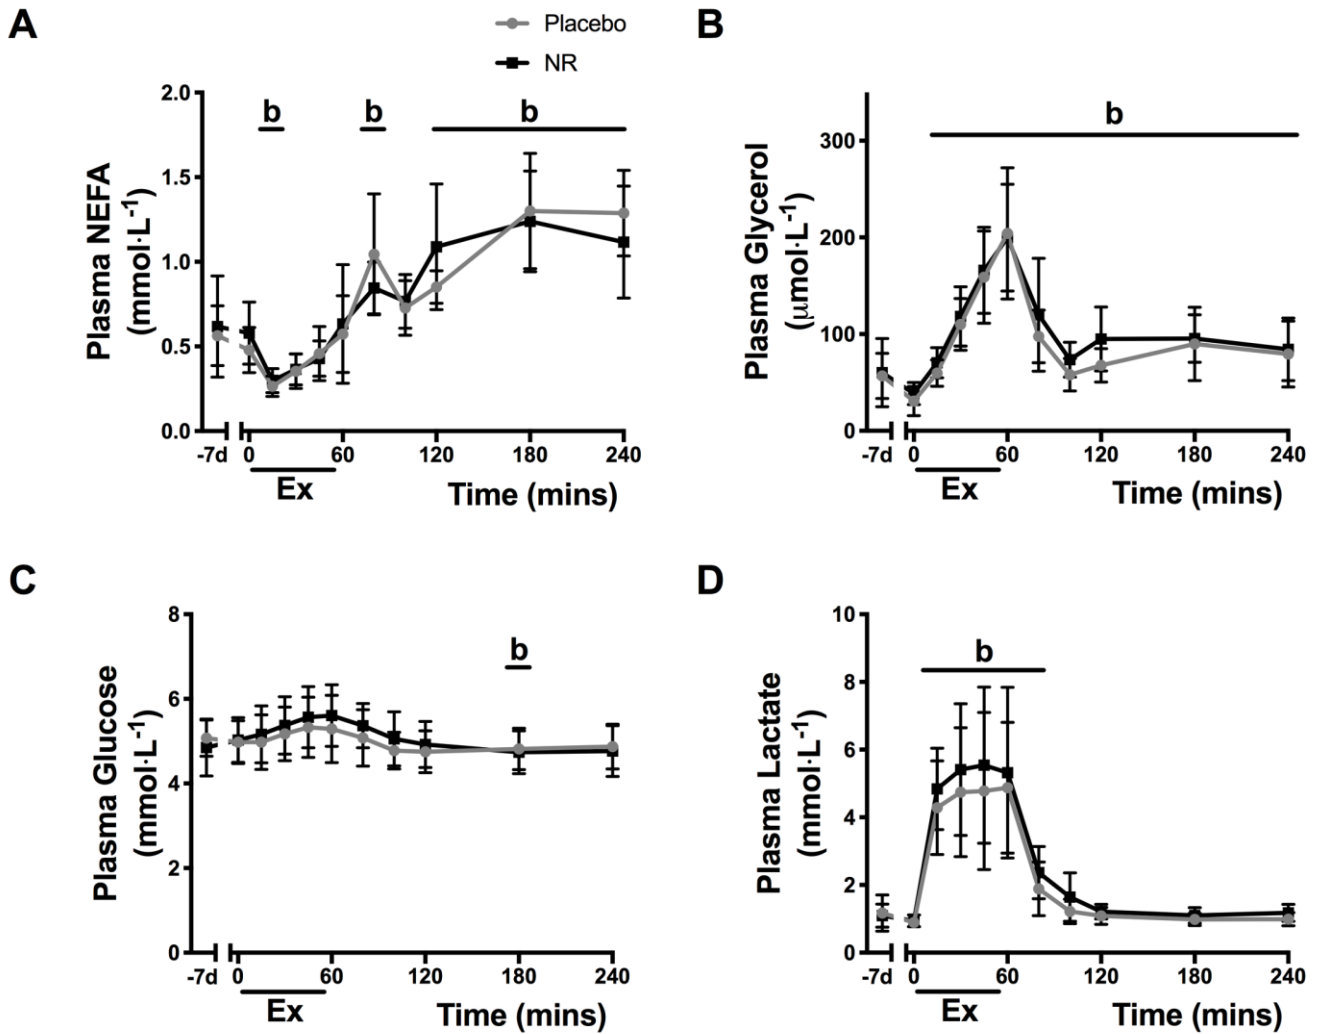 A
Placebo
NR
Plasma NEFA
(mmol·L⁻¹)
2.0
1.5
1.0
0.5
0.0
b b b
-7d 0 60 120 180 240
Ex
Time (mins)
B
Plasma Glycerol
(μmol·L⁻¹)
300
200
100
0
b
-7d 0 60 120 180 240
Ex
Time (mins)
C
Plasma Glucose
(mmol·L⁻¹)
8
6
4
2
0
b
-7d 0 60 120 180 240
Ex
Time (mins)
D
Plasma Lactate
(mmol·L⁻¹)
10
8
6
4
2
0
b
-7d 0 60 120 180 240
Ex
Time (mins)